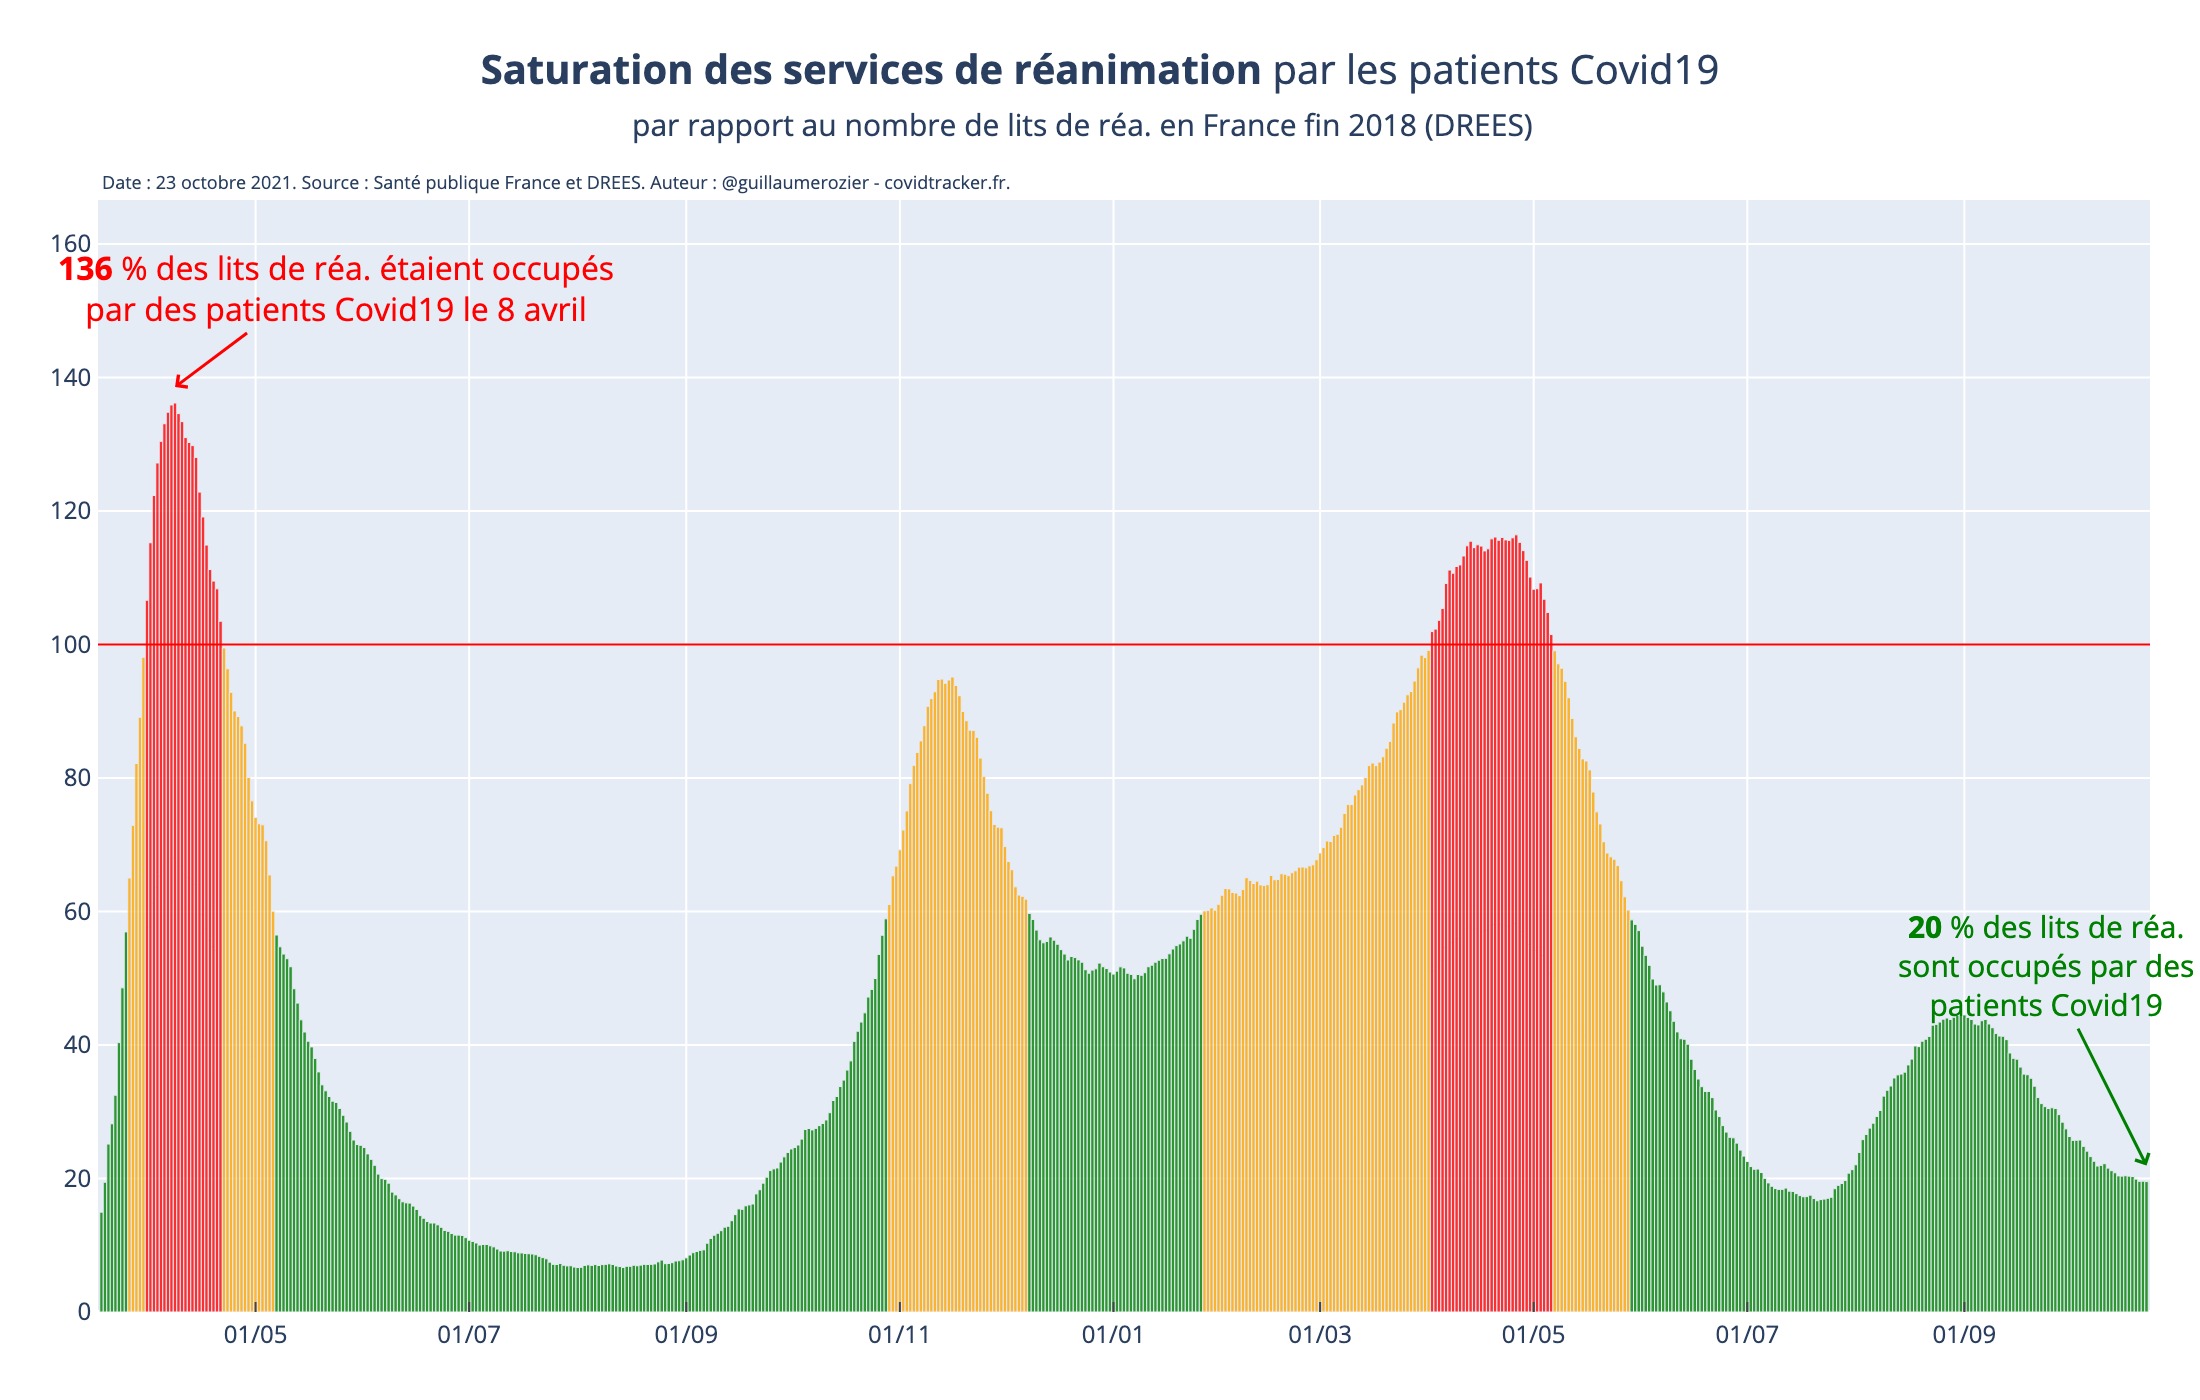 Saturation des services de réanimation par les patients Covid19
par rapport au nombre de lits de réa. en France fin 2018 (DREES)
Date : 23 octobre 2021. Source : Santé publique France et DREES. Auteur : @guillaumerozier - covidtracker.fr.
160
136 % des lits de réa. étaient occupés
par des patients Covid19 le 8 avril
140
120
100
80
60
20 % des lits de réa.
sont occupés par des
patients Covid19
40
20
0
01/05 01/07 01/09 01/11 01/01 01/03 01/05 01/07 01/09